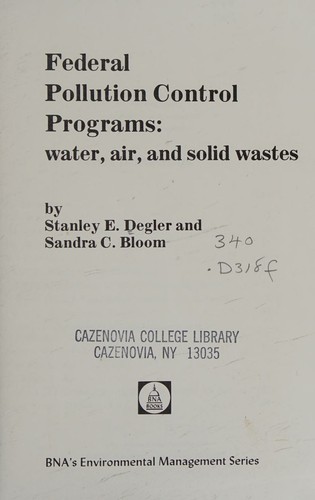 Federal
Pollution Control
Programs:
water, air, and solid wastes
by
Stanley E. Degler and
Sandra C. Bloom
340
.D318f
CAZENOVIA COLLEGE LIBRARY
CAZENOVIA, NY 13035
BNA
BOOKS
BNA's Environmental Management Series